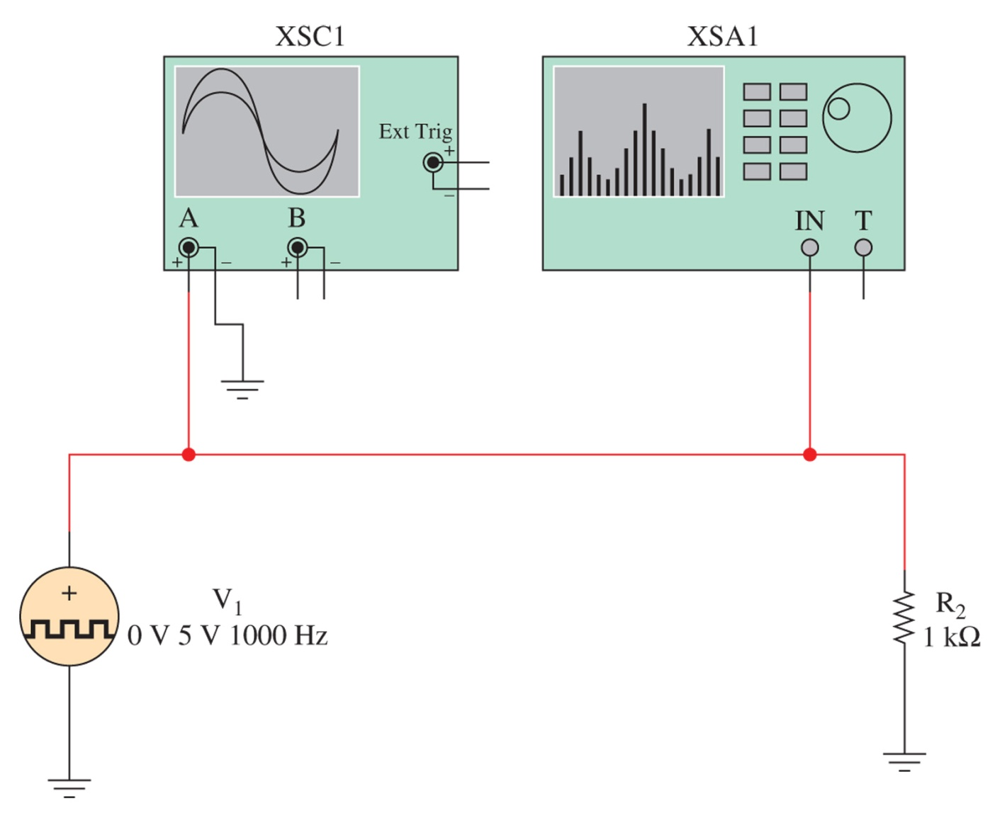 XSC1
XSA1
Ext Trig
+
−
A
B
IN
T
+
−
+
−
+
V1
0 V 5 V 1000 Hz
R2
1 kΩ